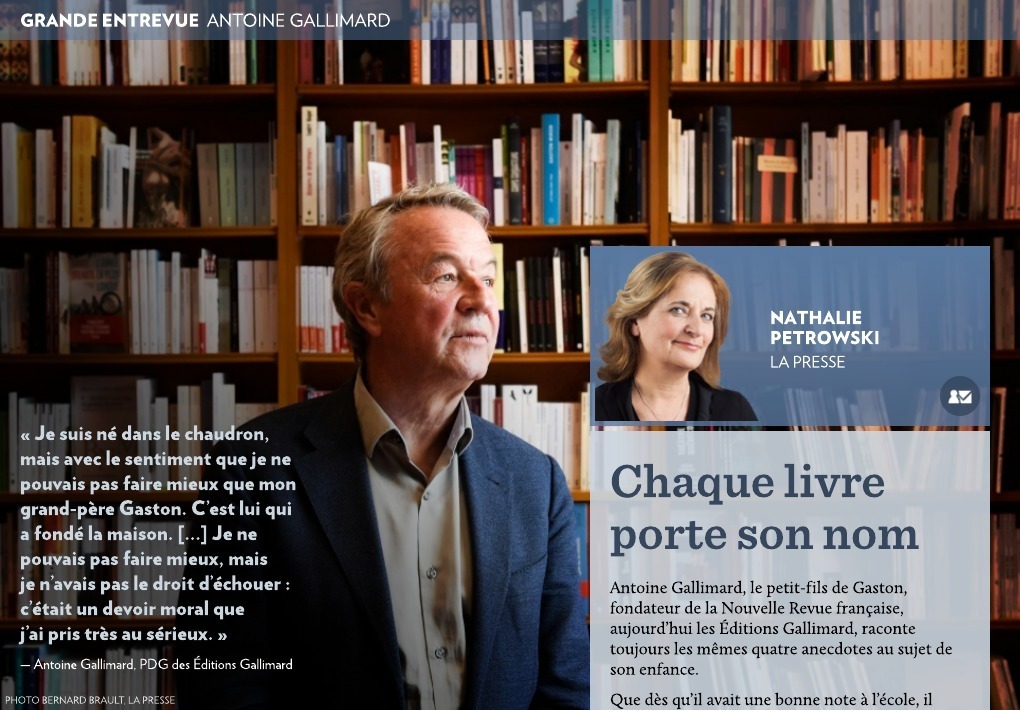 GRANDE ENTREVUE ANTOINE GALLIMARD
NATHALIE
PETROWSKI
LA PRESSE
« Je suis né dans le chaudron,
mais avec le sentiment que je ne
pouvais pas faire mieux que mon
grand-père Gaston. C’est lui qui
a fondé la maison. […] Je ne
pouvais pas faire mieux, mais
je n’avais pas le droit d’échouer :
c’était un devoir moral que
j’ai pris très au sérieux. »
— Antoine Gallimard, PDG des Éditions Gallimard
PHOTO BERNARD BRAULT, LA PRESSE
Chaque livre
porte son nom
Antoine Gallimard, le petit-fils de Gaston,
fondateur de la Nouvelle Revue française,
aujourd’hui les Éditions Gallimard, raconte
toujours les mêmes quatre anecdotes au sujet de
son enfance.
Que dès qu’il avait une bonne note à l’école, il